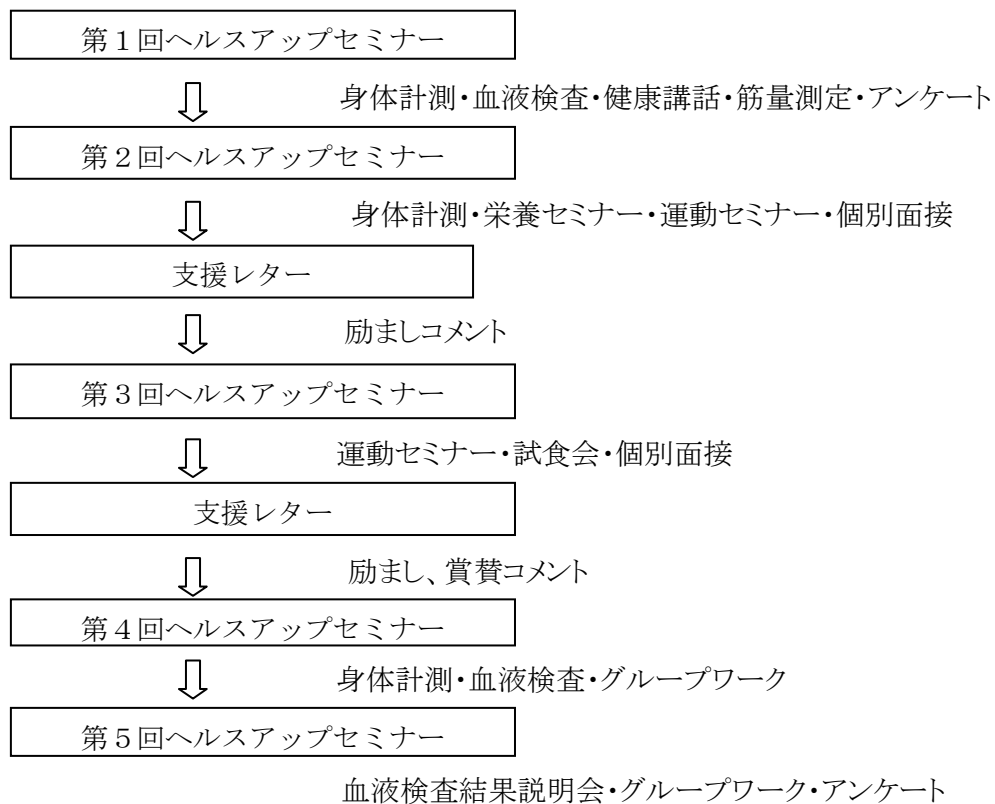 第１回ヘルスアップセミナー
身体計測・血液検査・健康講話・筋量測定・アンケート
第２回ヘルスアップセミナー
身体計測・栄養セミナー・運動セミナー・個別面接
支援レター
励ましコメント
第３回ヘルスアップセミナー
運動セミナー・試食会・個別面接
支援レター
励まし、賞賛コメント
第４回ヘルスアップセミナー
身体計測・血液検査・グループワーク
第５回ヘルスアップセミナー
血液検査結果説明会・グループワーク・アンケート